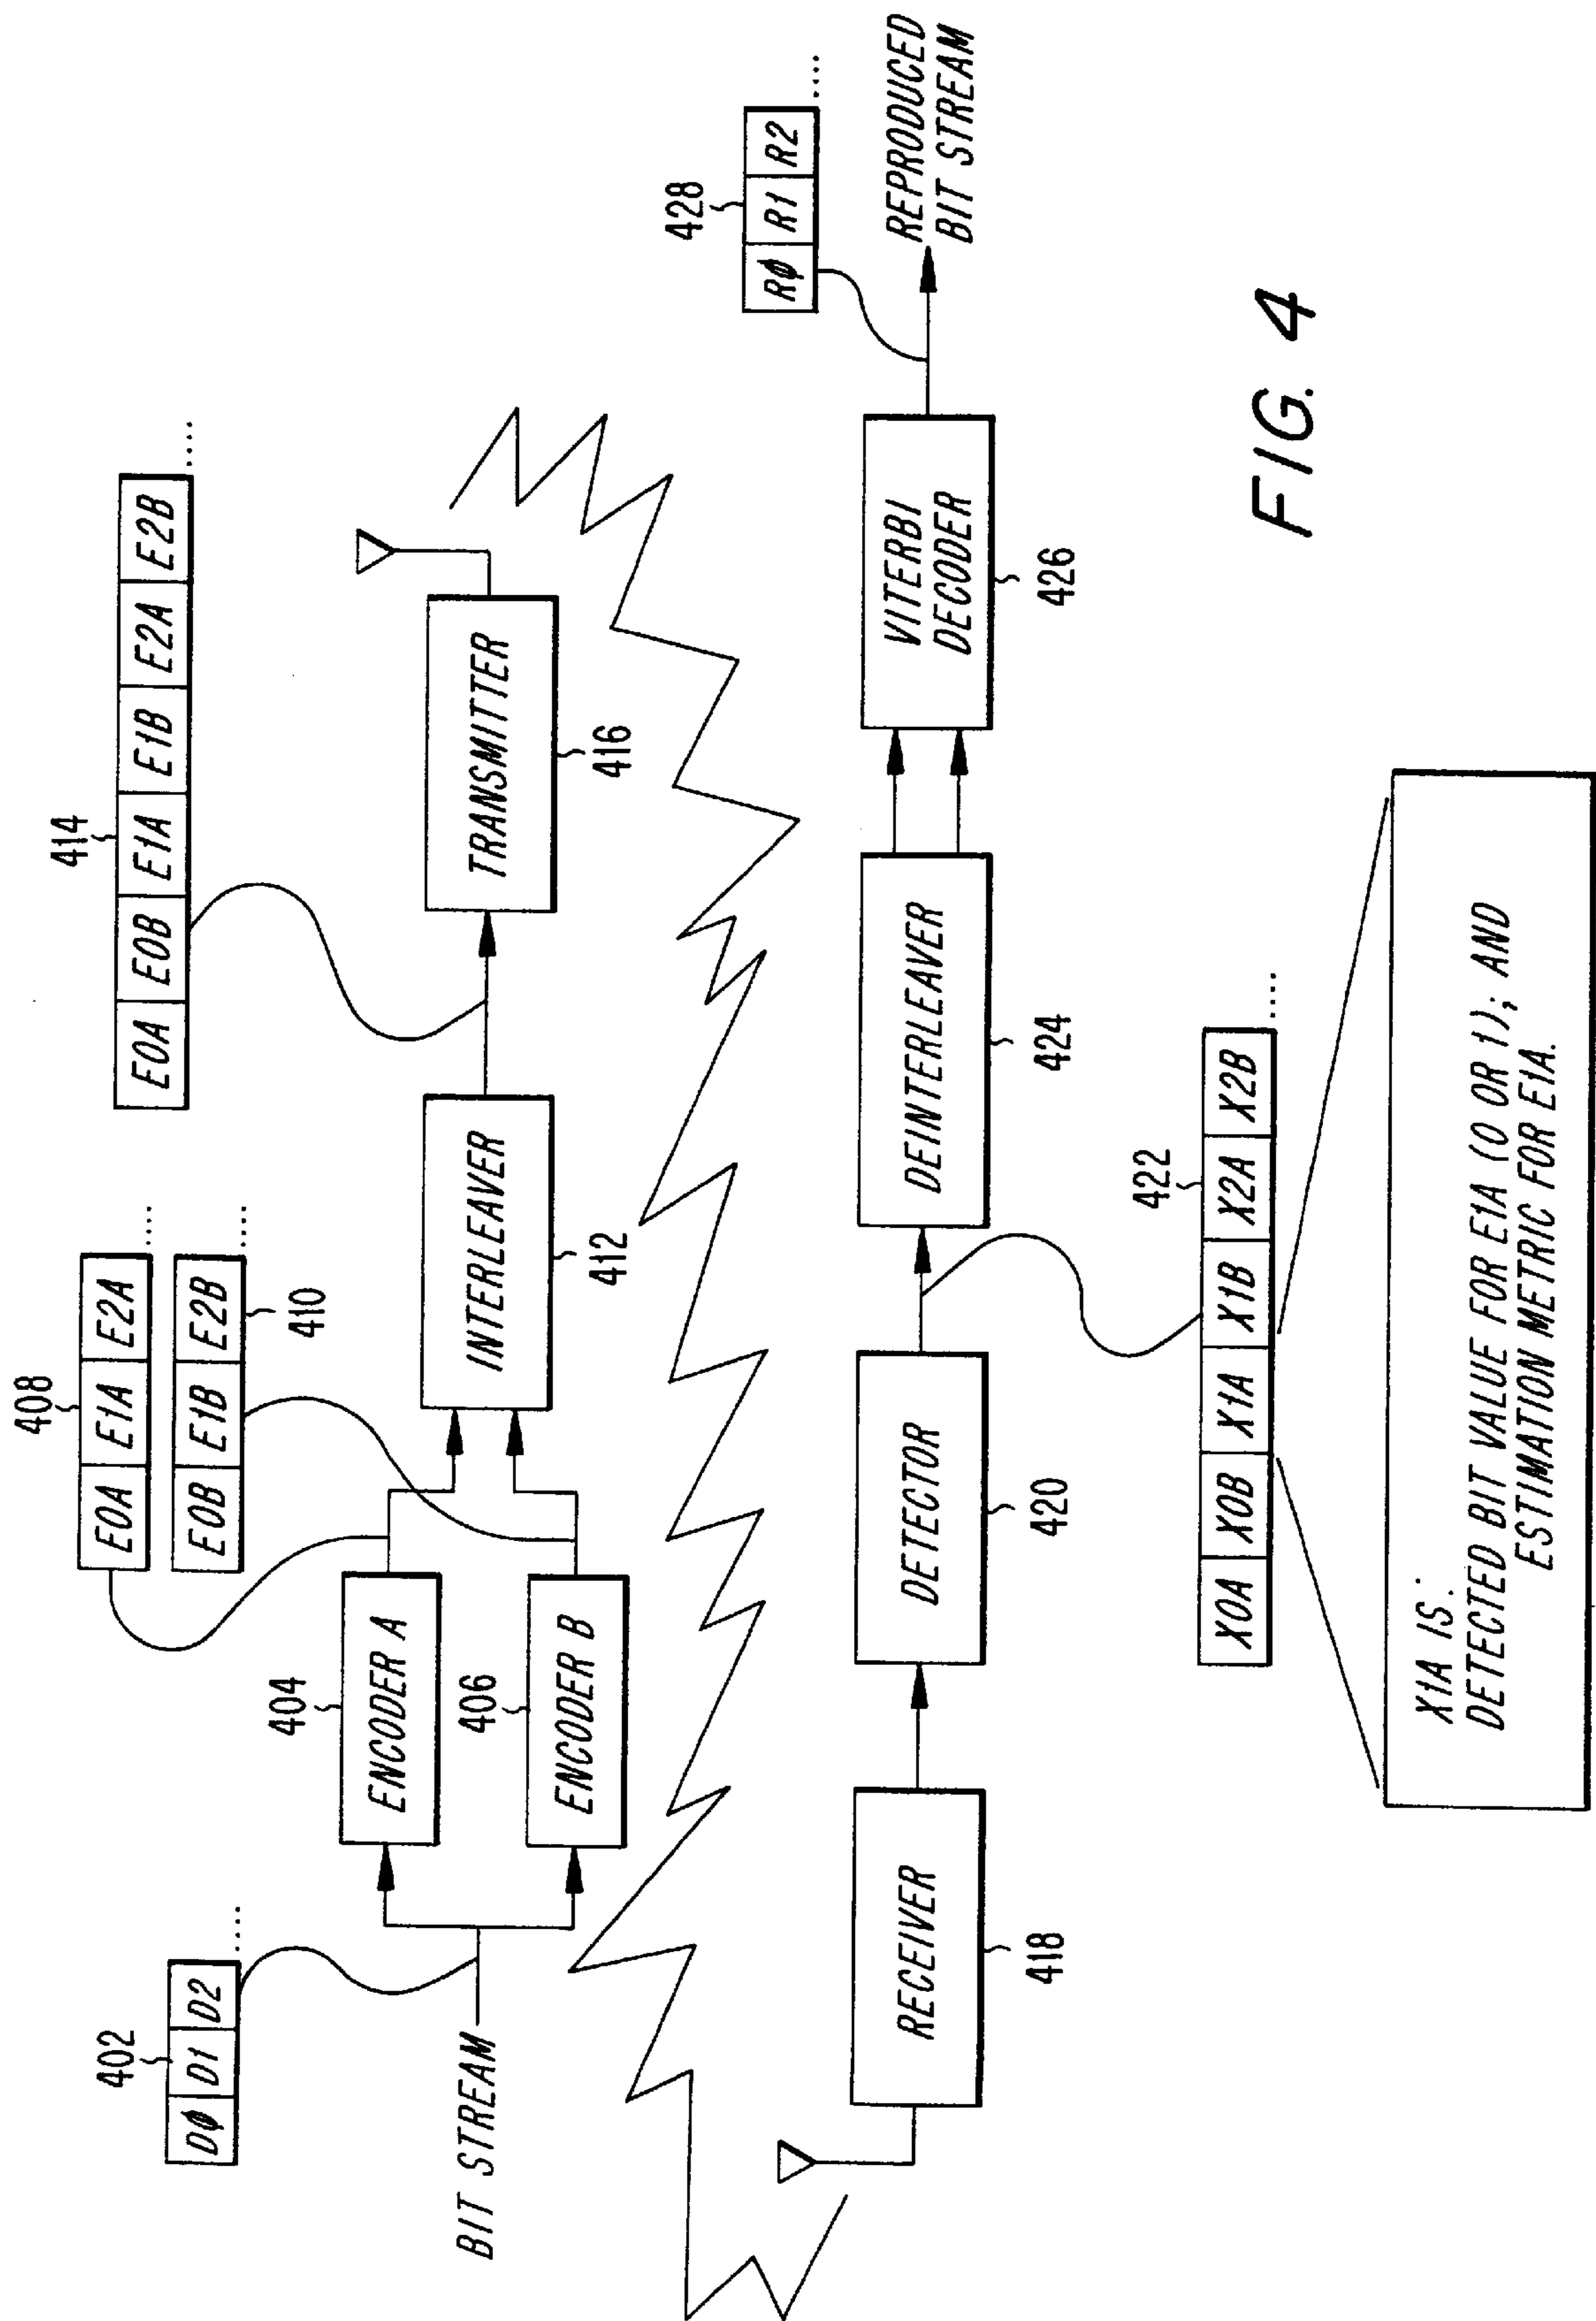 402
DØ D1 D2 ....
BIT STREAM
404
ENCODER A
406
ENCODER B
408
E0A E1A E2A ....
E0B E1B E2B ....
410
INTERLEAVER
412
414
E0A E0B E1A E1B E2A E2B ....
TRANSMITTER
416
RECEIVER
418
DETECTOR
420
422
X0A X0B X1A X1B X2A X2B ....
X1A IS:
DETECTED BIT VALUE FOR E1A (0 OR 1); AND
ESTIMATION METRIC FOR E1A.
DEINTERLEAVER
424
VITERBI
DECODER
426
428
RØ R1 R2 ....
REPRODUCED
BIT STREAM
FIG. 4